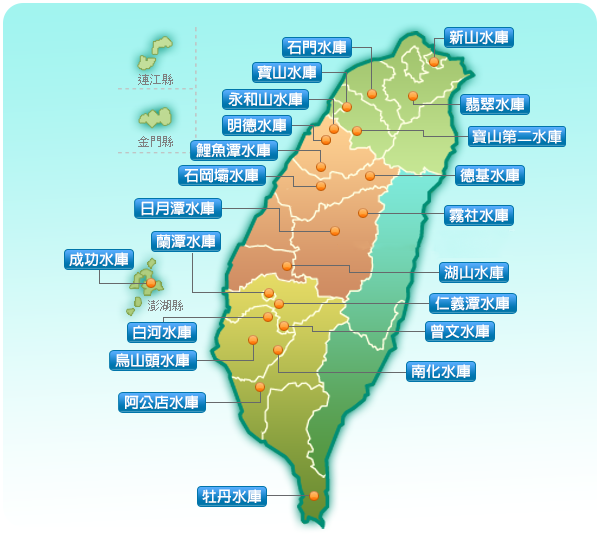 新山水庫
石門水庫
寶山水庫
連江縣
永和山水庫
翡翠水庫
明德水庫
寶山第二水庫
金門縣
鯉魚潭水庫
石岡壩水庫
德基水庫
日月潭水庫
霧社水庫
蘭潭水庫
成功水庫
湖山水庫
澎湖縣
仁義潭水庫
白河水庫
曾文水庫
烏山頭水庫
南化水庫
阿公店水庫
牡丹水庫